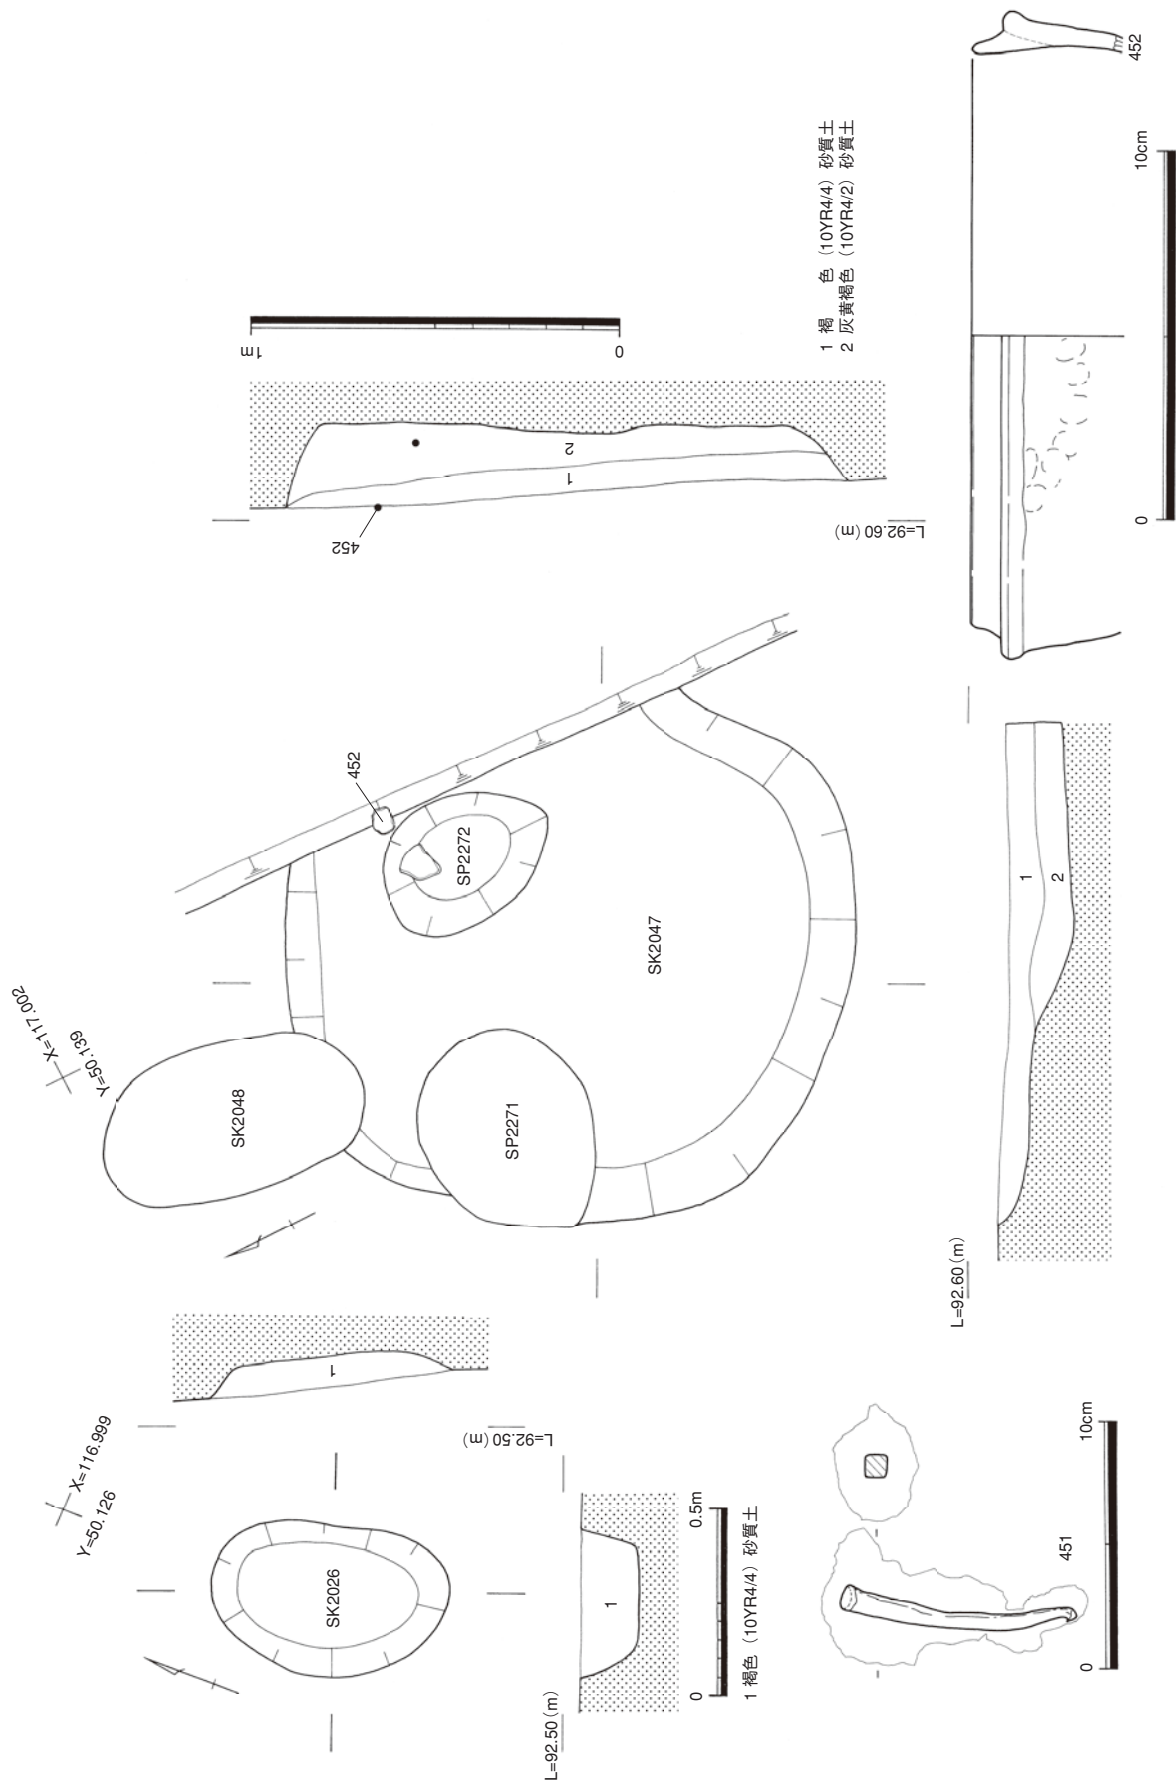 X=116.999
Y=50.126
SK2026
1
L=92.50 (m)
1
L=92.50 (m)
0
0.5m
1 褐色 (10YR4/4) 砂質土
451
0
10cm
X=117.002
Y=50.139
SK2048
SP2271
SP2272
SK2047
452
452
1
2
L=92.60 (m)
0
1m
1
2
L=92.60 (m)
1 褐　　色 (10YR4/4) 砂質土
2 灰黄褐色 (10YR4/2) 砂質土
452
0
10cm